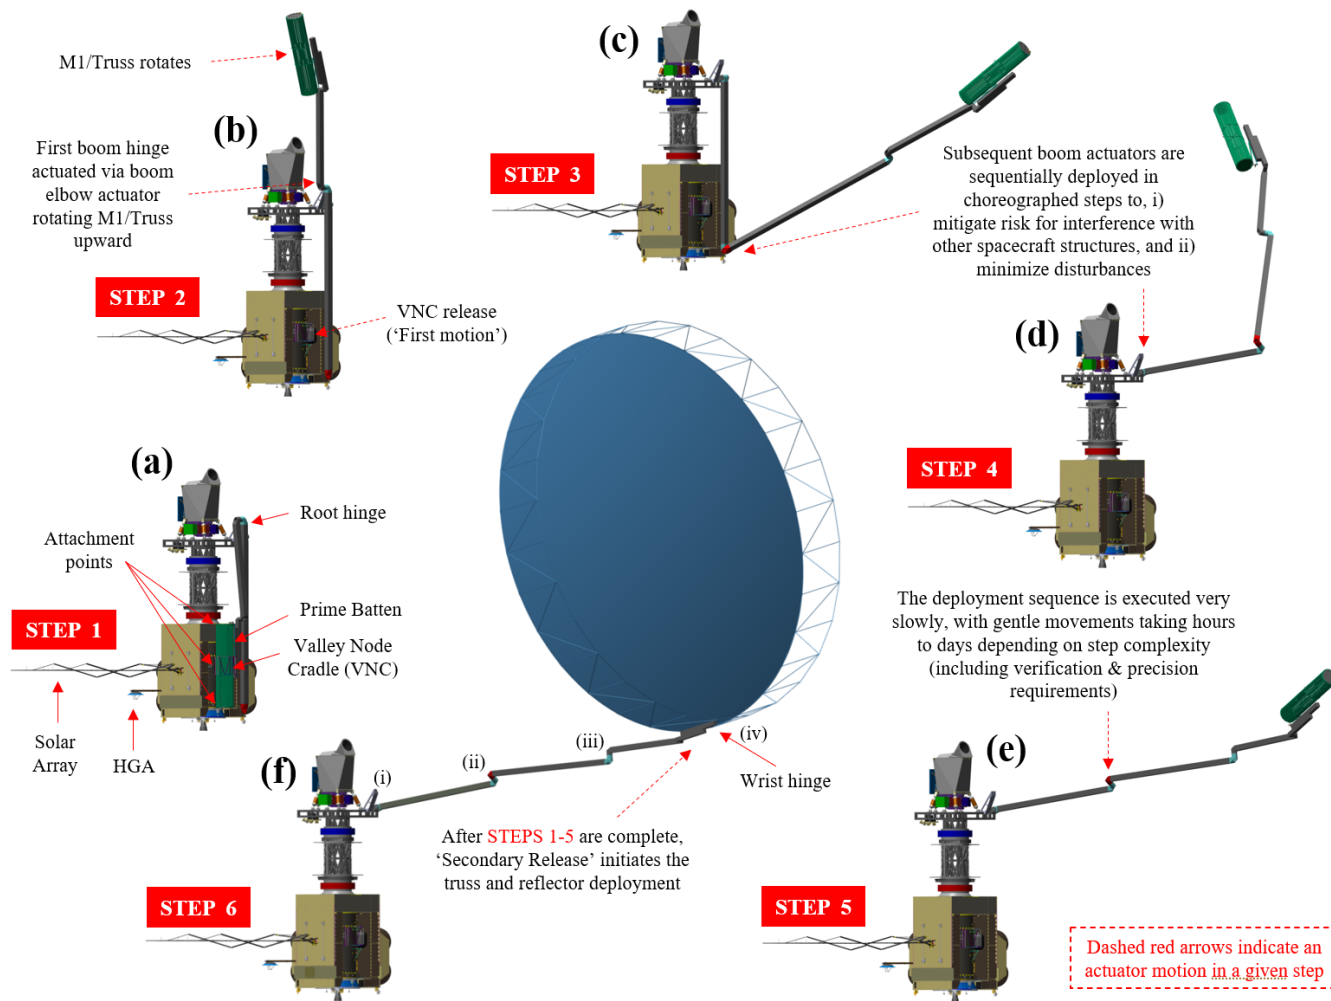 M1/Truss rotates
(b)
First boom hinge
actuated via boom
elbow actuator
rotating M1/Truss
upward
STEP 2
VNC release
(‘First motion’)
(c)
STEP 3
Subsequent boom actuators are
sequentially deployed in
choreographed steps to, i)
mitigate risk for interference with
other spacecraft structures, and ii)
minimize disturbances
(d)
STEP 4
(a)
Root hinge
Attachment
points
Prime Batten
STEP 1
Valley Node
Cradle (VNC)
Solar
Array
HGA
The deployment sequence is executed very
slowly, with gentle movements taking hours
to days depending on step complexity
(including verification & precision
requirements)
(f)
(i)
(ii)
(iii)
(iv)
Wrist hinge
(e)
After STEPS 1-5 are complete,
‘Secondary Release’ initiates the
truss and reflector deployment
STEP 6
STEP 5
Dashed red arrows indicate an
actuator motion in a given step